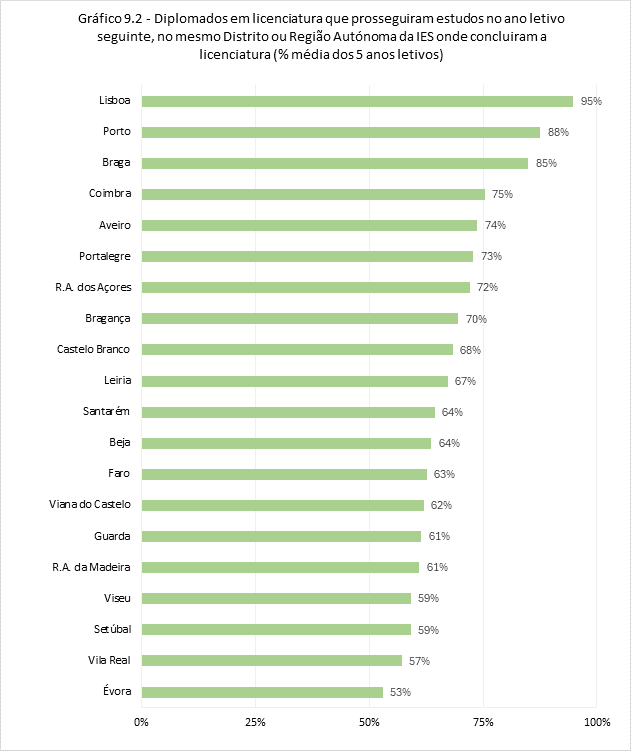 Gráfico 9.2 - Diplomados em licenciatura que prosseguiram estudos no ano letivo
seguinte, no mesmo Distrito ou Região Autónoma da IES onde concluiram a
licenciatura (% média dos 5 anos letivos)
Lisboa 95%
Porto 88%
Braga 85%
Coimbra 75%
Aveiro 74%
Portalegre 73%
R.A. dos Açores 72%
Bragança 70%
Castelo Branco 68%
Leiria 67%
Santarém 64%
Beja 64%
Faro 63%
Viana do Castelo 62%
Guarda 61%
R.A. da Madeira 61%
Viseu 59%
Setúbal 59%
Vila Real 57%
Évora 53%
0% 25% 50% 75% 100%